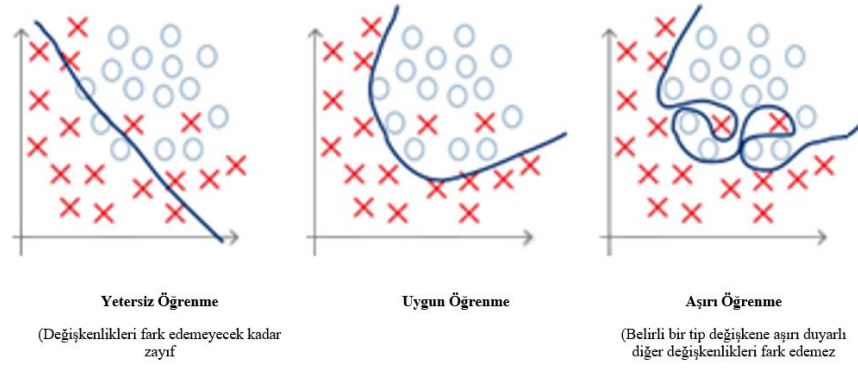 Yetersiz Öğrenme
(Değişkenlikleri fark edemeyecek kadar
zayıf
Uygun Öğrenme
Aşırı Öğrenme
(Belirli bir tip değişkene aşırı duyarlı
diğer değişkenlikleri fark edemez